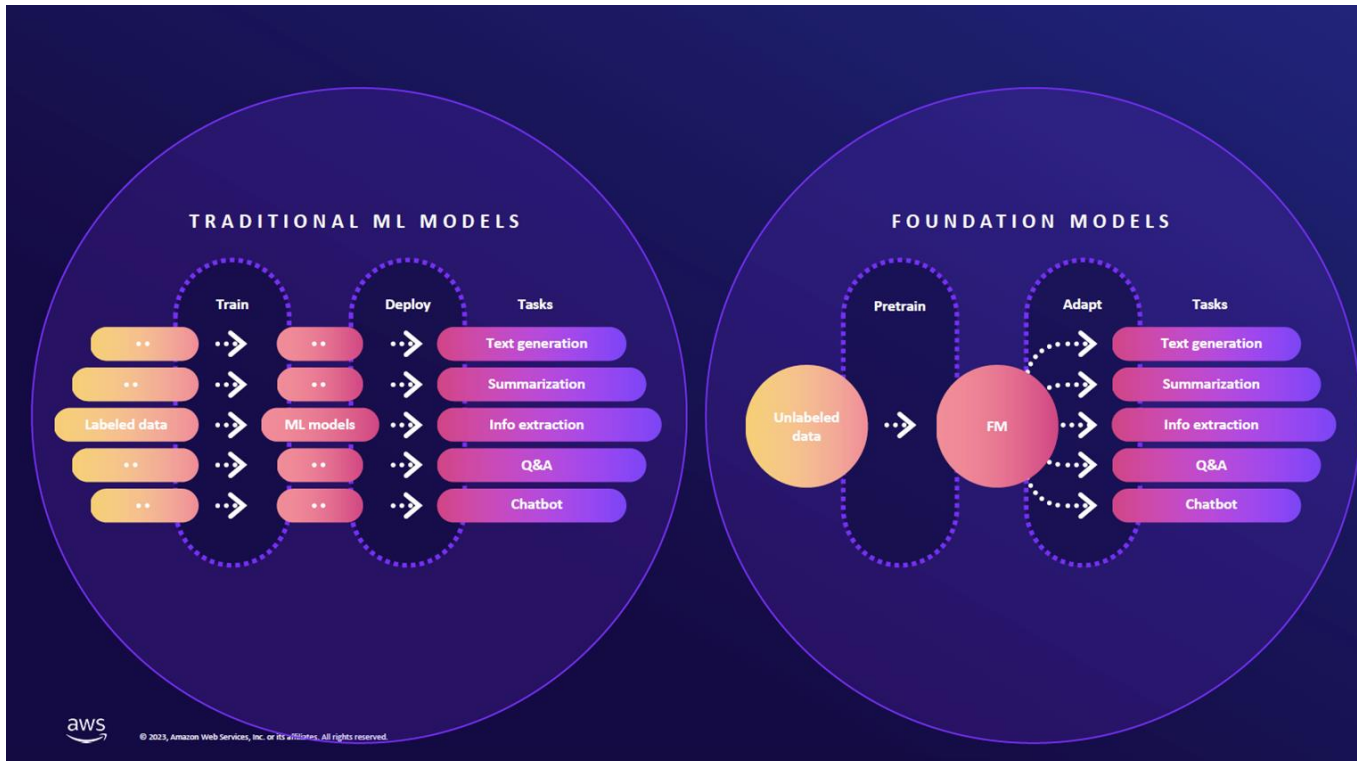 TRADITIONAL ML MODELS
Train
Deploy
Tasks
Text generation
Summarization
Labeled data
ML models
Info extraction
Q&A
Chatbot
FOUNDATION MODELS
Pretrain
Adapt
Tasks
Unlabeled
data
FM
Text generation
Summarization
Info extraction
Q&A
Chatbot
aws
© 2023, Amazon Web Services, Inc. or its affiliates. All rights reserved.